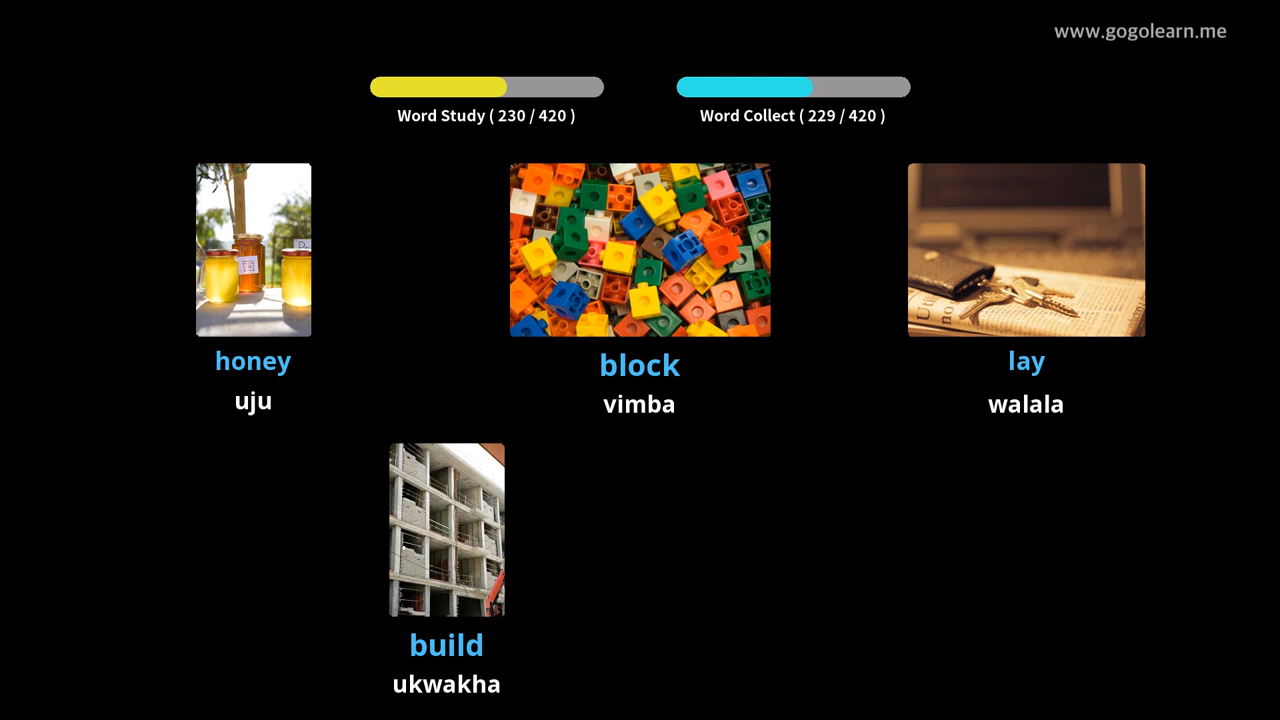 www.gogolearn.me
Word Study ( 230 / 420 )
Word Collect ( 229 / 420 )
honey
uju
block
vimba
lay
walala
build
ukwakha